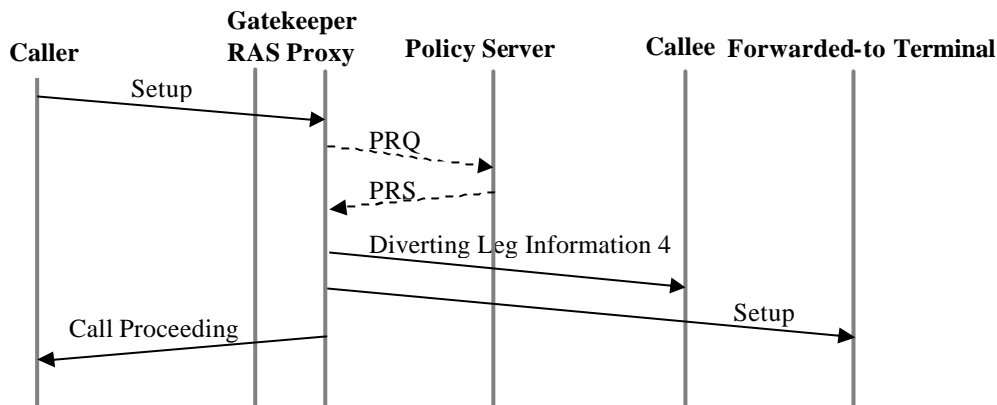 Gatekeeper
Caller RAS Proxy Policy Server Callee Forwarded-to Terminal
Setup
PRQ
PRS
Diverting Leg Information 4
Setup
Call Proceeding